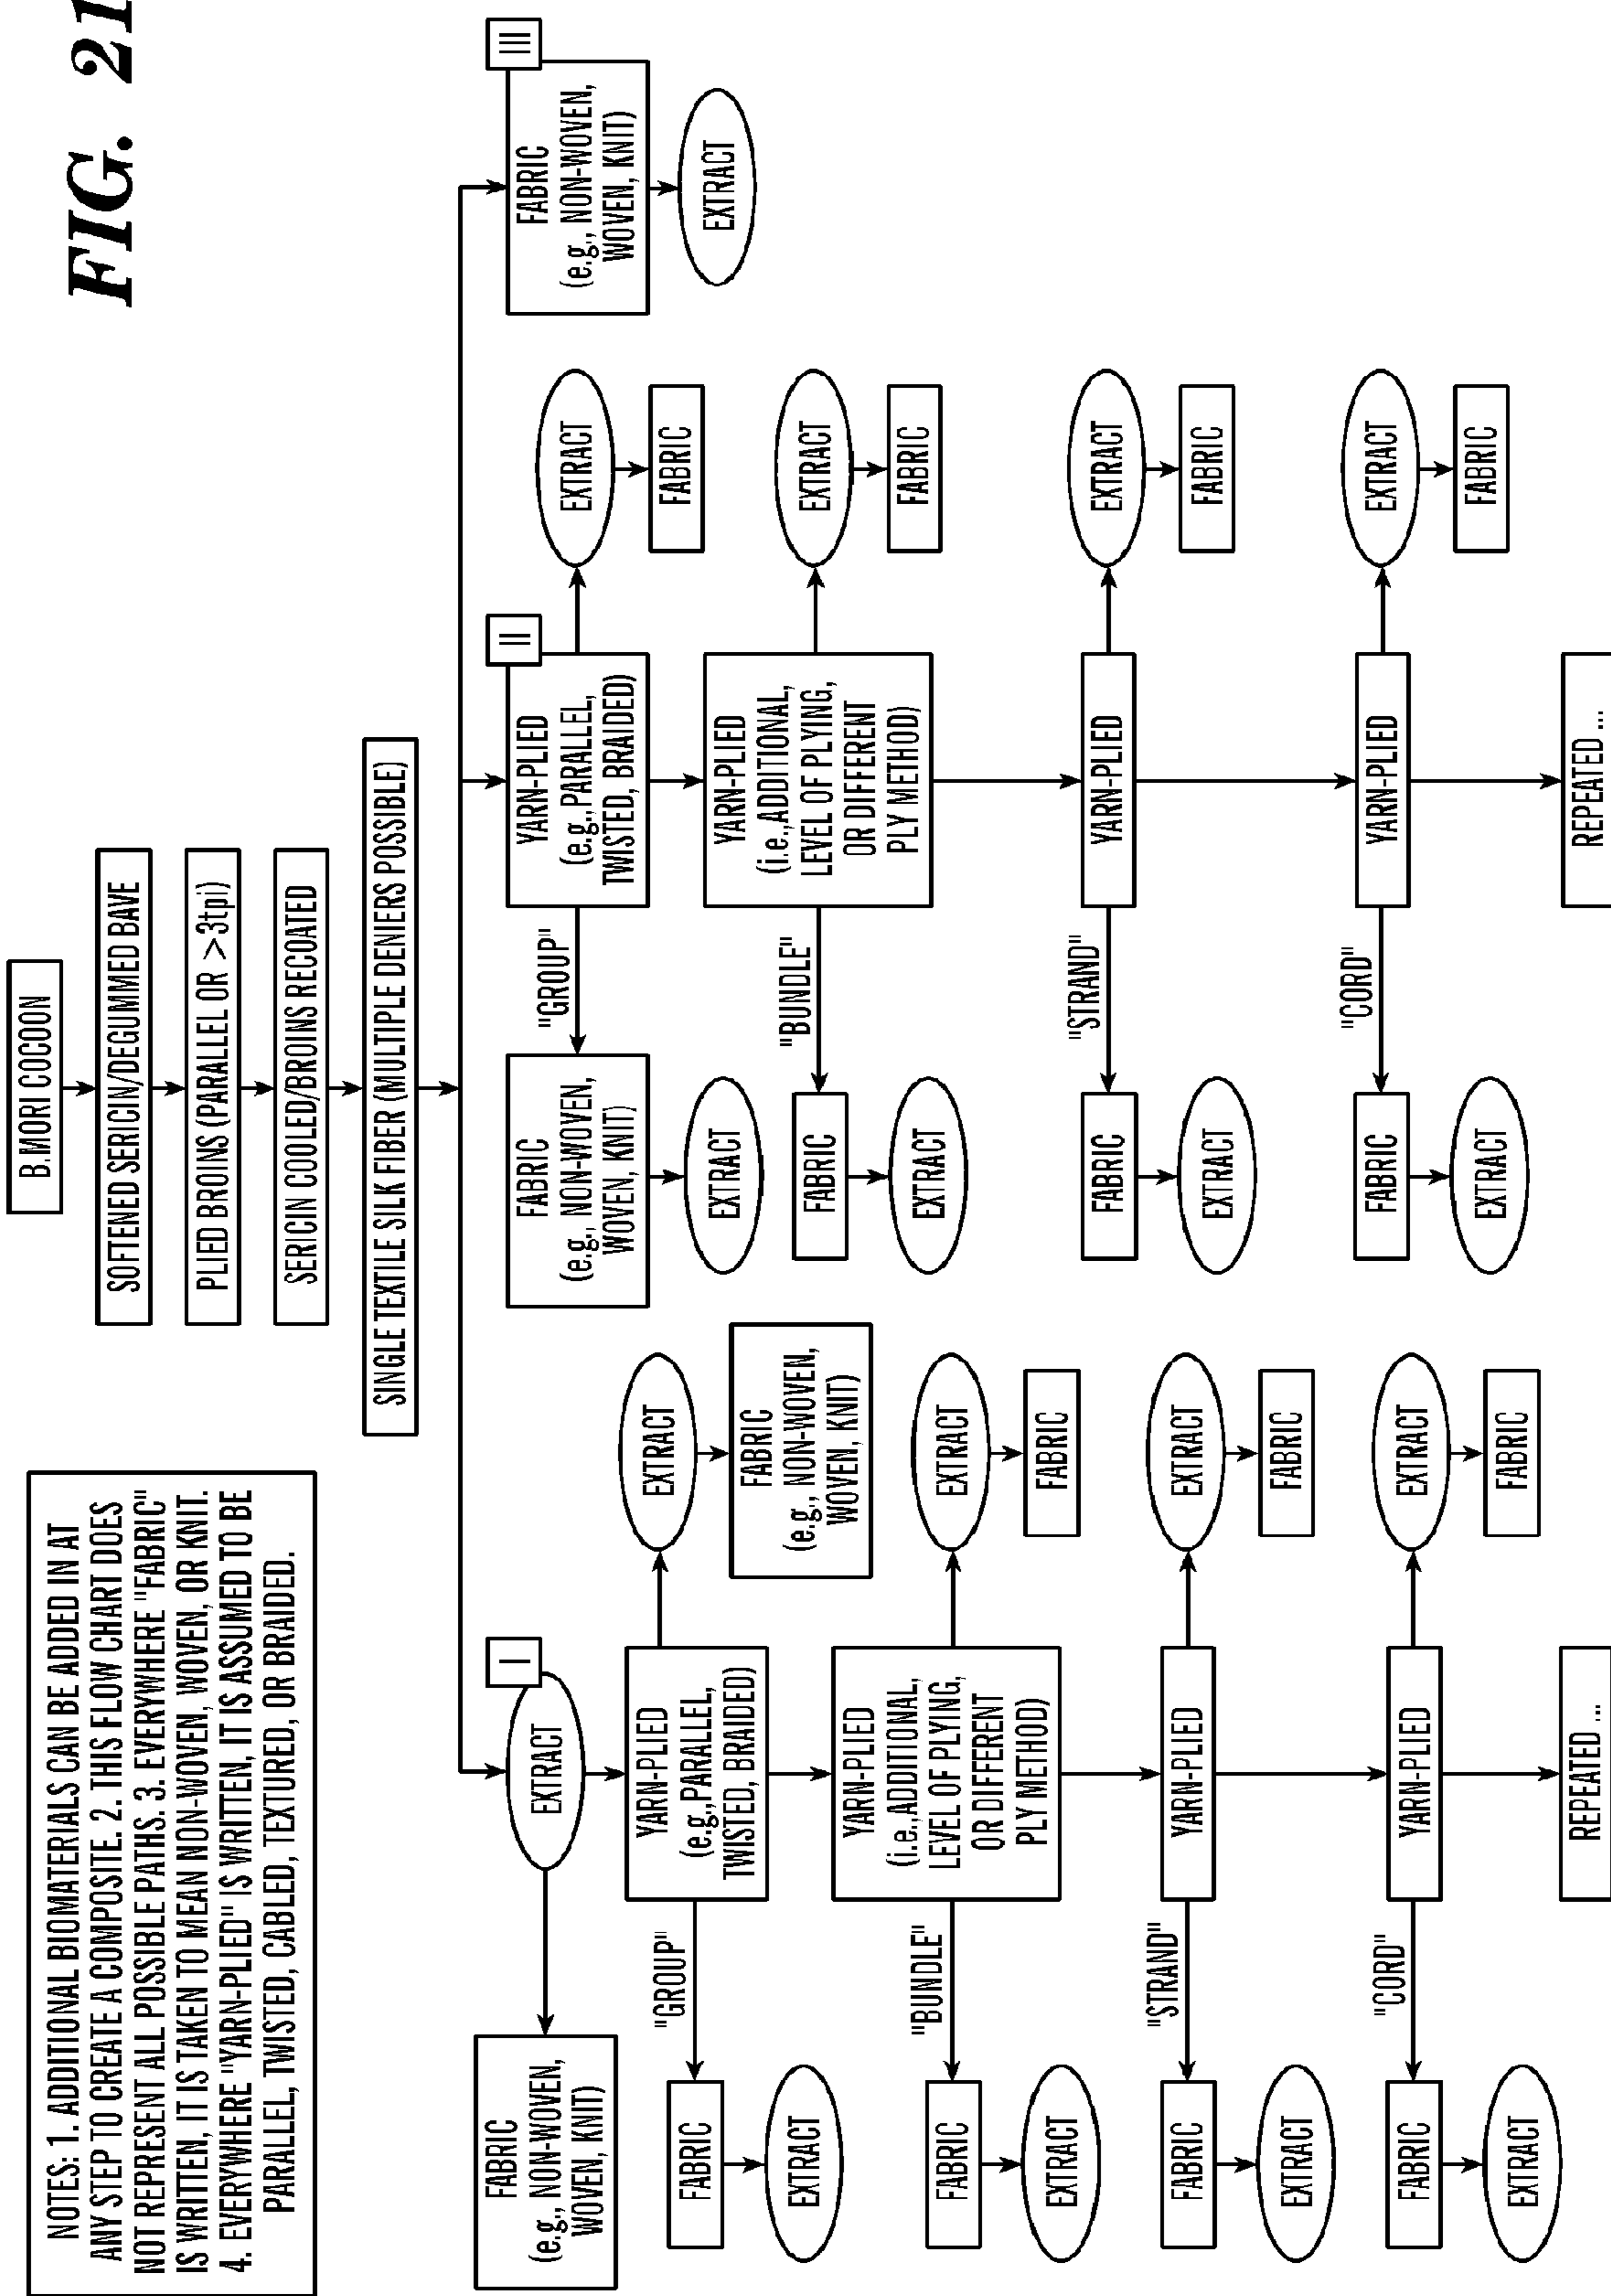 FIG. 21
NOTES: 1. ADDITIONAL BIOMATERIALS CAN BE ADDED IN AT
ANY STEP TO CREATE A COMPOSITE. 2. THIS FLOW CHART DOES
NOT REPRESENT ALL POSSIBLE PATHS. 3. EVERYWHERE "FABRIC"
IS WRITTEN, IT IS TAKEN TO MEAN NON-WOVEN, WOVEN, OR KNIT.
4. EVERYWHERE "YARN-PLIED" IS WRITTEN, IT IS ASSUMED TO BE
PARALLEL, TWISTED, CABLED, TEXTURED, OR BRAIDED.
B.MORI COCOON
SOFTENED SERICIN/DEGUMMED BAVE
PLIED BROINS (PARALLEL OR >3tpi)
SERICIN COOLED/BROINS RECOATED
SINGLE TEXTILE SILK FIBER (MULTIPLE DENIERS POSSIBLE)
I
EXTRACT
FABRIC
(e.g., NON-WOVEN,
WOVEN, KNIT)
YARN-PLIED
(e.g.,PARALLEL,
TWISTED, BRAIDED)
"GROUP"
FABRIC
EXTRACT
EXTRACT
FABRIC
(e.g., NON-WOVEN,
WOVEN, KNIT)
YARN-PLIED
(i.e.,ADDITIONAL,
LEVEL OF PLYING,
OR DIFFERENT
PLY METHOD)
"BUNDLE"
FABRIC
EXTRACT
EXTRACT
FABRIC
YARN-PLIED
"STRAND"
FABRIC
EXTRACT
EXTRACT
FABRIC
YARN-PLIED
"CORD"
FABRIC
EXTRACT
EXTRACT
FABRIC
REPEATED ...
II
YARN-PLIED
(e.g.,PARALLEL,
TWISTED, BRAIDED)
"GROUP"
FABRIC
(e.g., NON-WOVEN,
WOVEN, KNIT)
EXTRACT
EXTRACT
FABRIC
YARN-PLIED
(i.e.,ADDITIONAL,
LEVEL OF PLYING,
OR DIFFERENT
PLY METHOD)
"BUNDLE"
FABRIC
EXTRACT
EXTRACT
FABRIC
YARN-PLIED
"STRAND"
FABRIC
EXTRACT
EXTRACT
FABRIC
YARN-PLIED
"CORD"
FABRIC
EXTRACT
EXTRACT
FABRIC
REPEATED ...
III
FABRIC
(e.g., NON-WOVEN,
WOVEN, KNIT)
EXTRACT